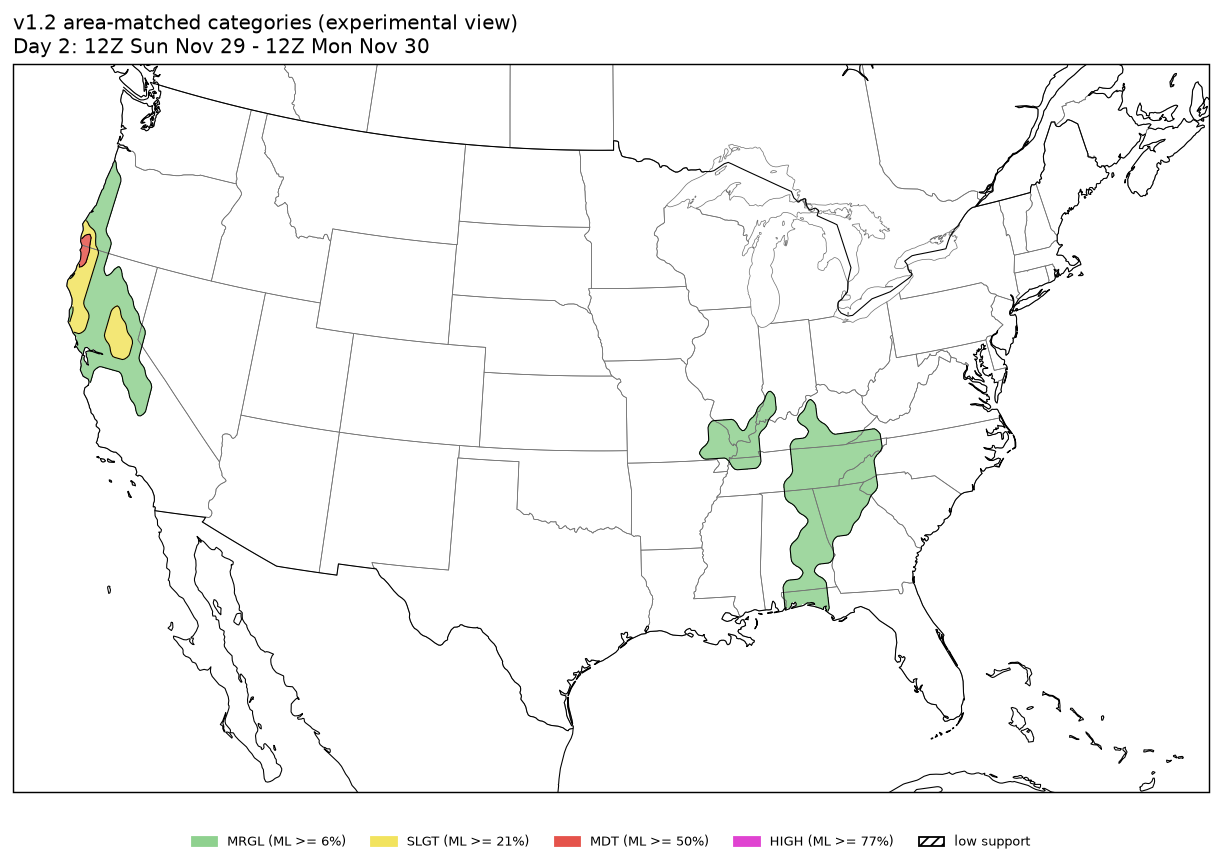 v1.2 area-matched categories (experimental view)
Day 2: 12Z Sun Nov 29 - 12Z Mon Nov 30
MRGL (ML >= 6%)
SLGT (ML >= 21%)
MDT (ML >= 50%)
HIGH (ML >= 77%)
low support